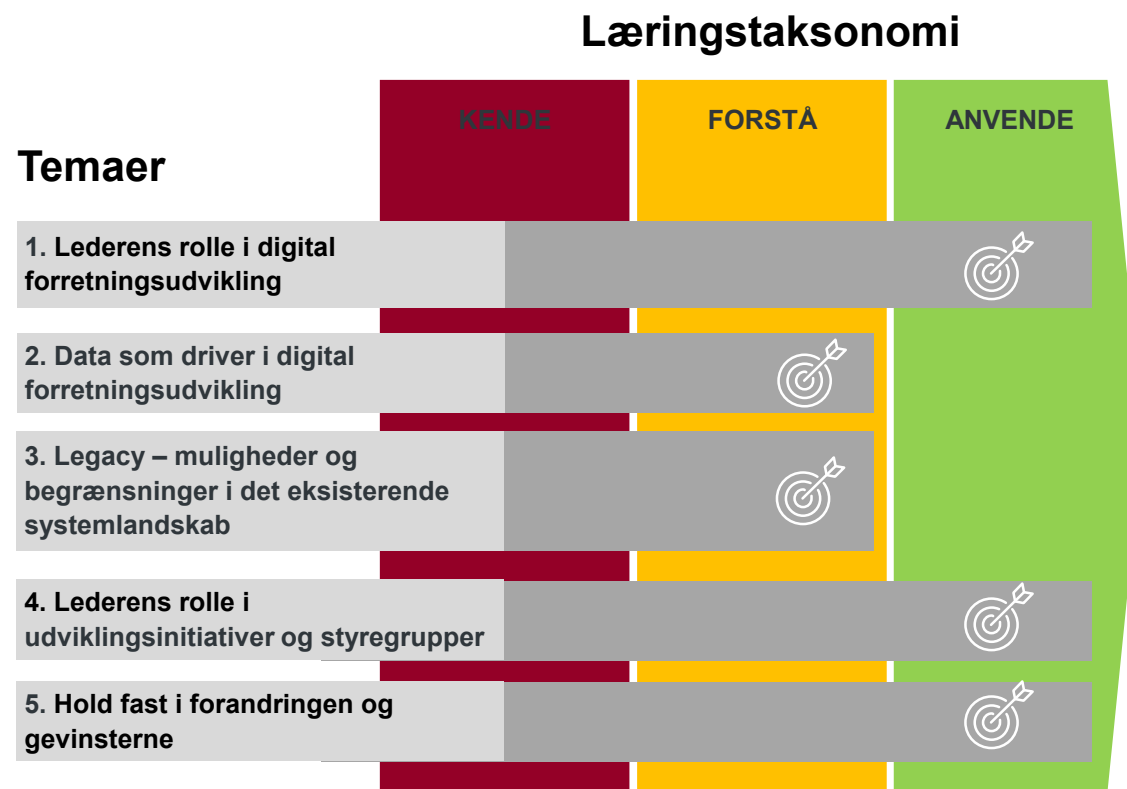 Læringstaksonomi
KENDE
FORSTÅ
ANVENDE
Temaer
1. Lederens rolle i digital
forretningsudvikling
2. Data som driver i digital
forretningsudvikling
3. Legacy – muligheder og
begrænsninger i det eksisterende
systemlandskab
4. Lederens rolle i
udviklingsinitiativer og styregrupper
5. Hold fast i forandringen og
gevinsterne